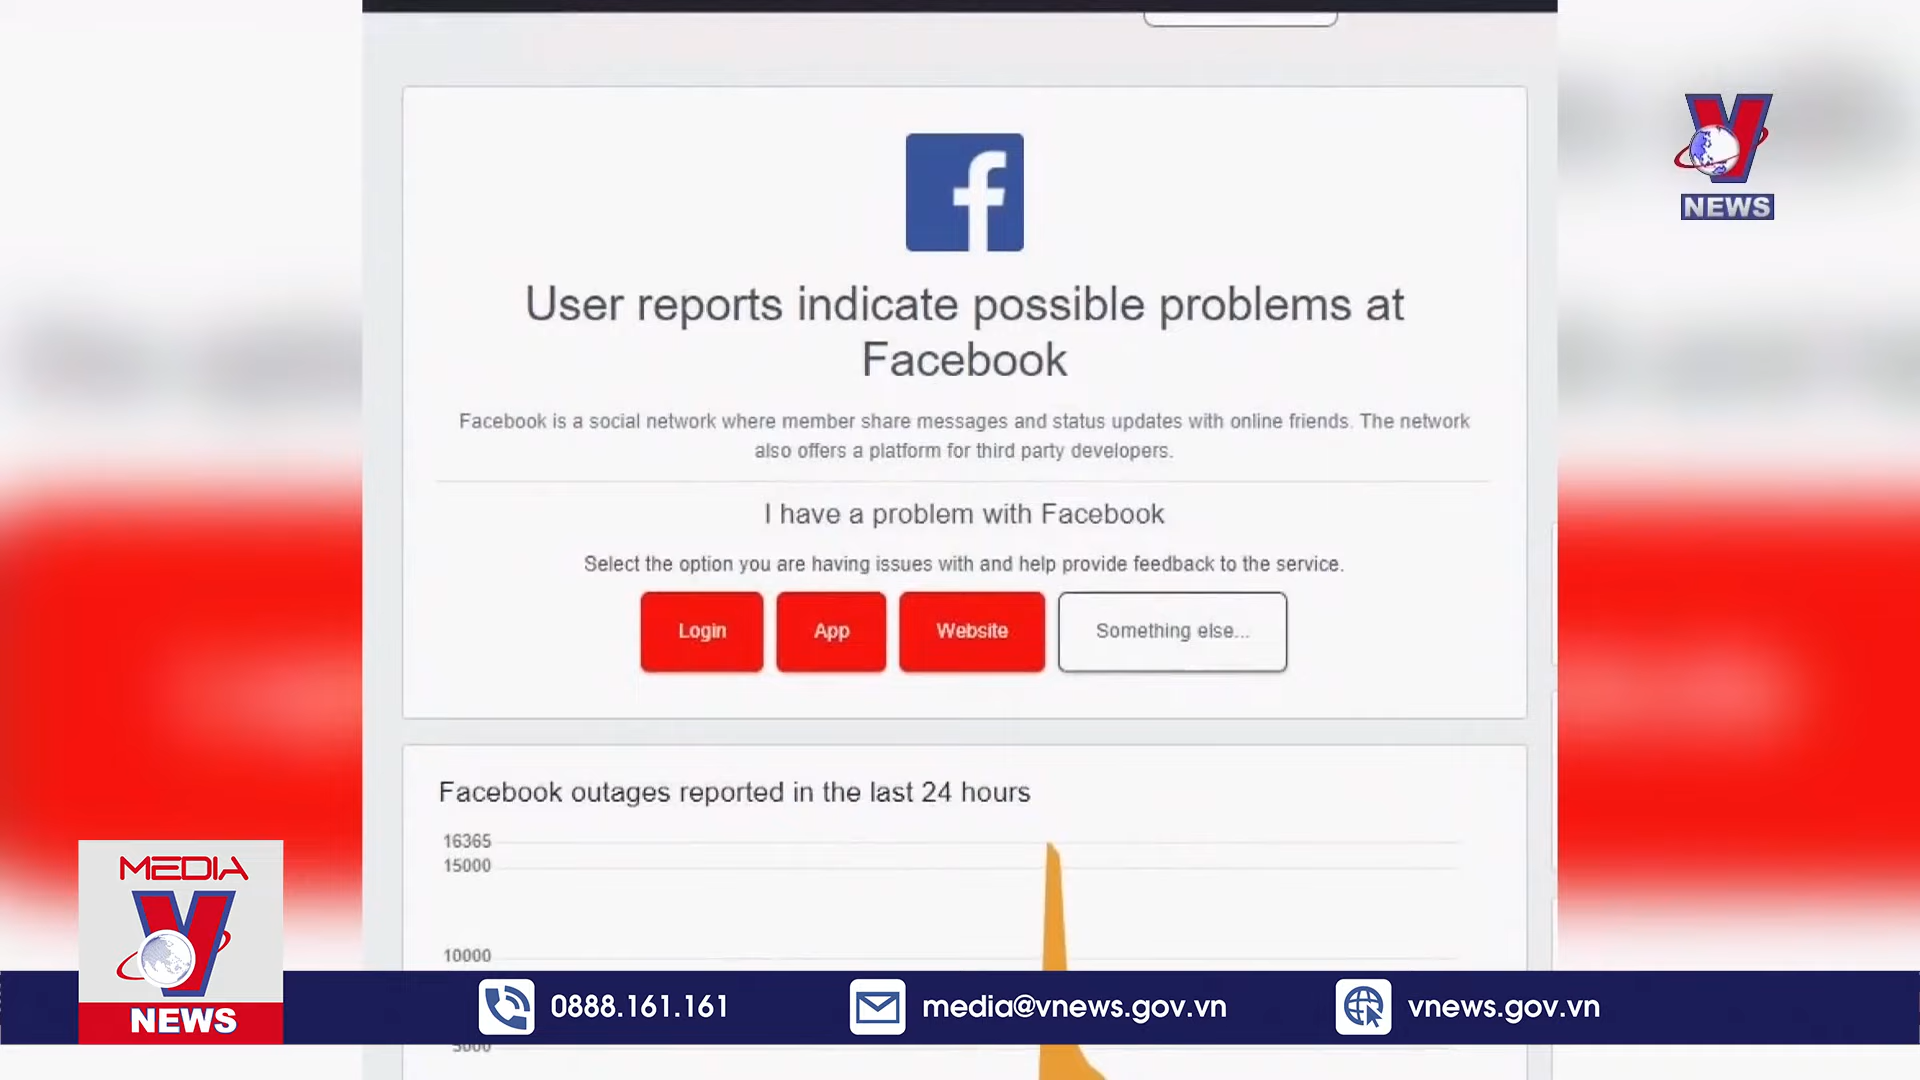 NEWS
User reports indicate possible problems at
Facebook
Facebook is a social network where member share messages and status updates with online friends. The network
also offers a platform for third party developers.
I have a problem with Facebook
Select the option you are having issues with and help provide feedback to the service.
Login
App
Website
Something else...
Facebook outages reported in the last 24 hours
16365
15000
10000
5000
MEDIA
V
NEWS
0888.161.161
media@vnews.gov.vn
vnews.gov.vn